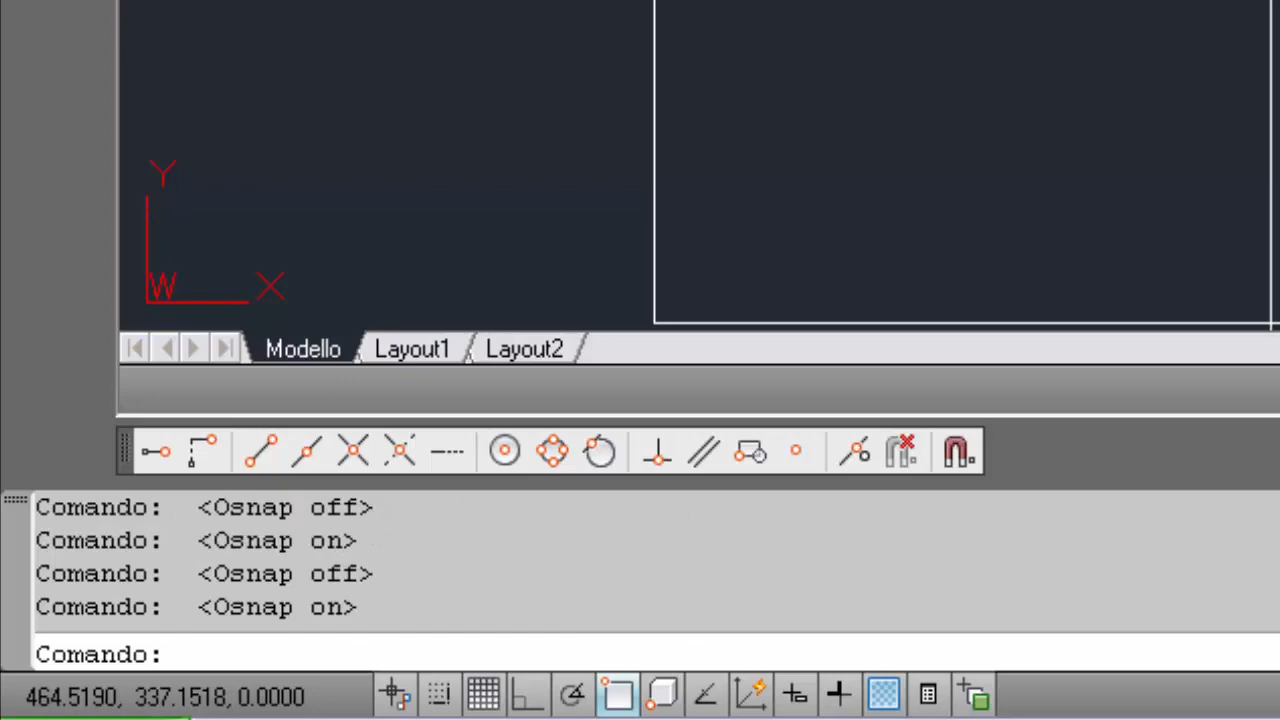 Y
W X
Modello Layout1 Layout2
Comando: <Osnap off>
Comando: <Osnap on>
Comando: <Osnap off>
Comando: <Osnap on>
Comando:
464.5190, 337.1518, 0.0000